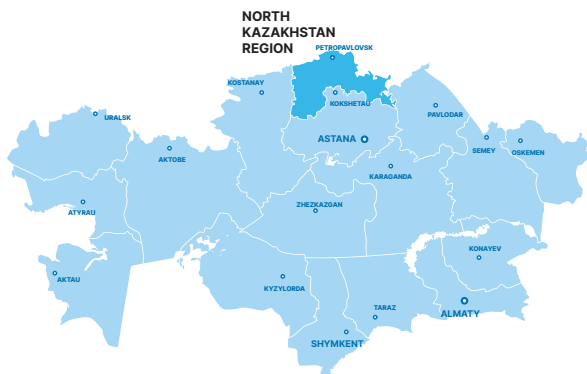 NORTH
KAZAKHSTAN
REGION
PETROPAVLOVSK
KOSTANAY
KOKSHETAU
PAVLODAR
URALSK
ASTANA
SEMEY
OSKEMEN
AKTOBE
KARAGANDA
ZHEZKAZGAN
ATYRAU
KONAYEV
AKTAU
KYZYLORDA
TARAZ
ALMATY
SHYMKENT